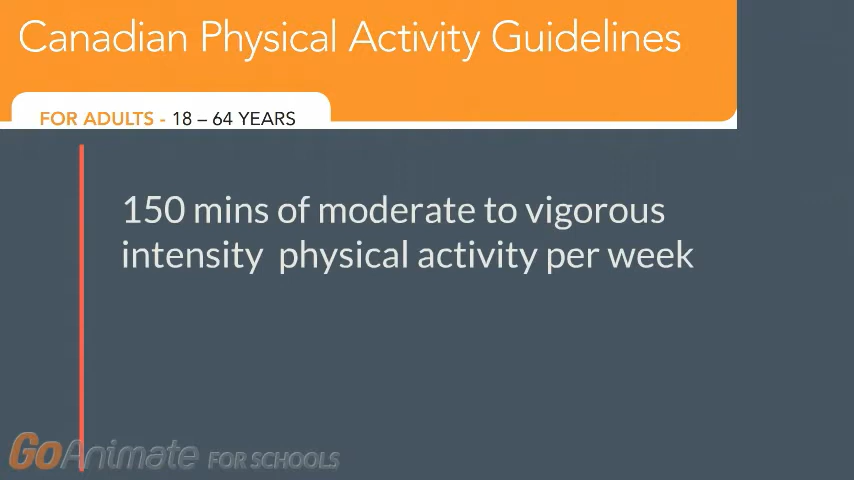 Canadian Physical Activity Guidelines
FOR ADULTS - 18 – 64 YEARS
150 mins of moderate to vigorous
intensity physical activity per week
GoAnimate FOR SCHOOLS